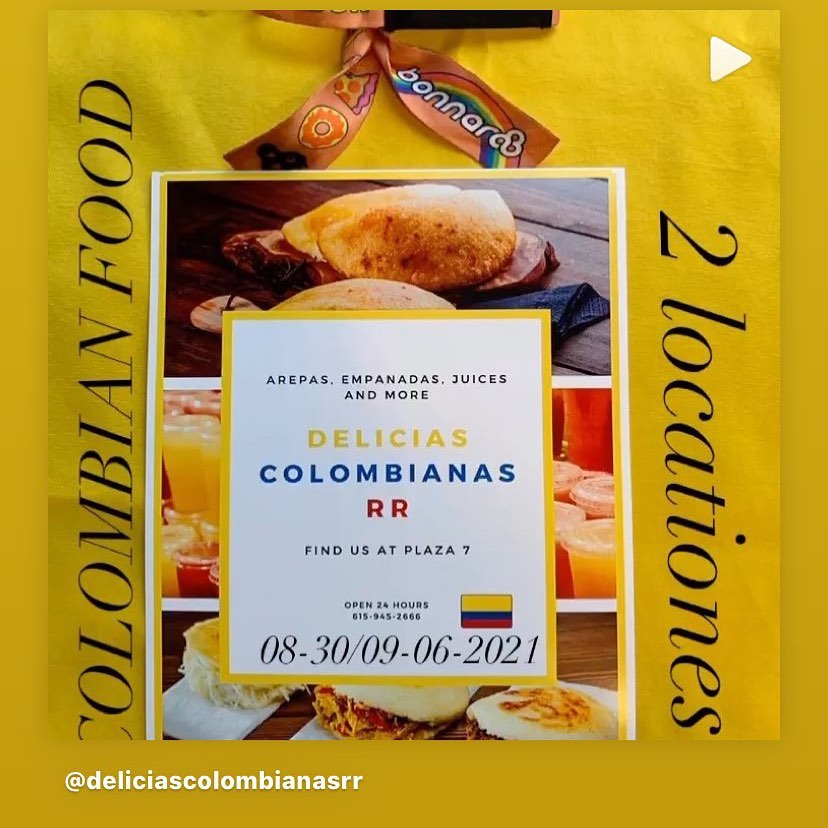 bonnaroo
COLOMBIAN FOOD
2 locationes
AREPAS, EMPANADAS, JUICES
AND MORE
DELICIAS
COLOMBIANAS
RR
FIND US AT PLAZA 7
OPEN 24 HOURS
615-945-2666
08-30/09-06-2021
@deliciascolombianasrr